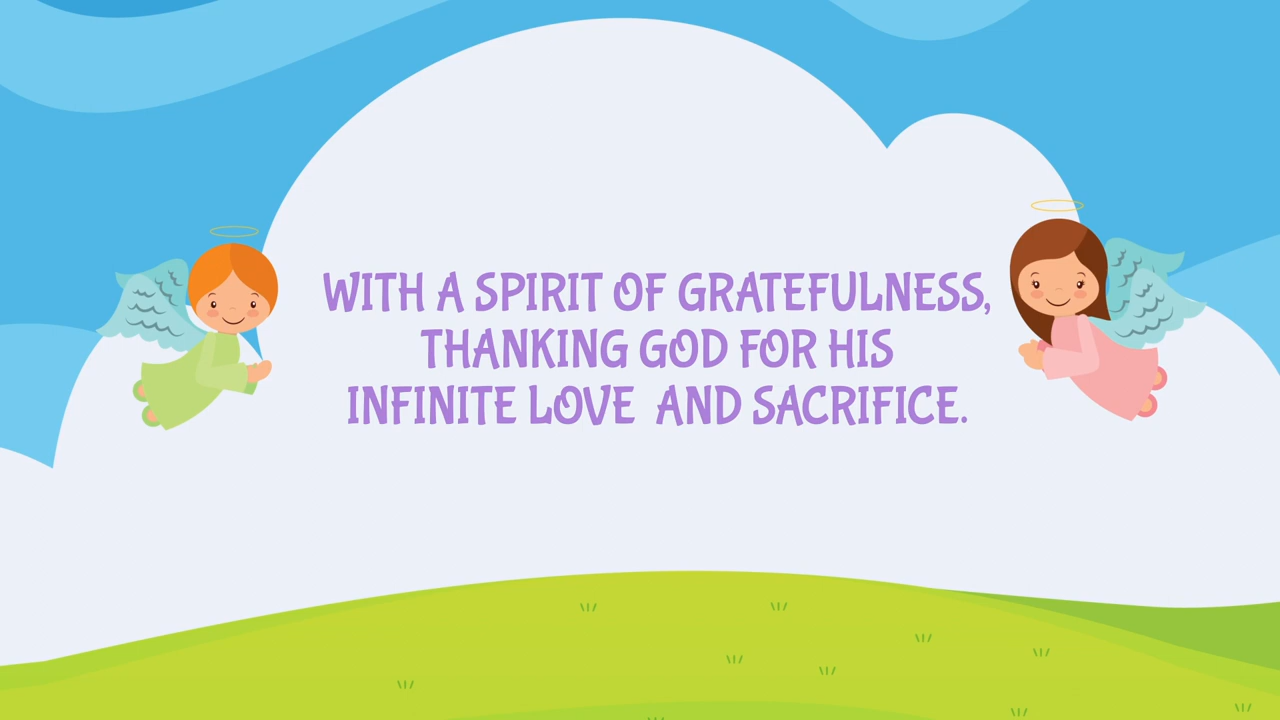 WITH A SPIRIT OF GRATEFULNESS,
THANKING GOD FOR HIS
INFINITE LOVE  AND SACRIFICE.